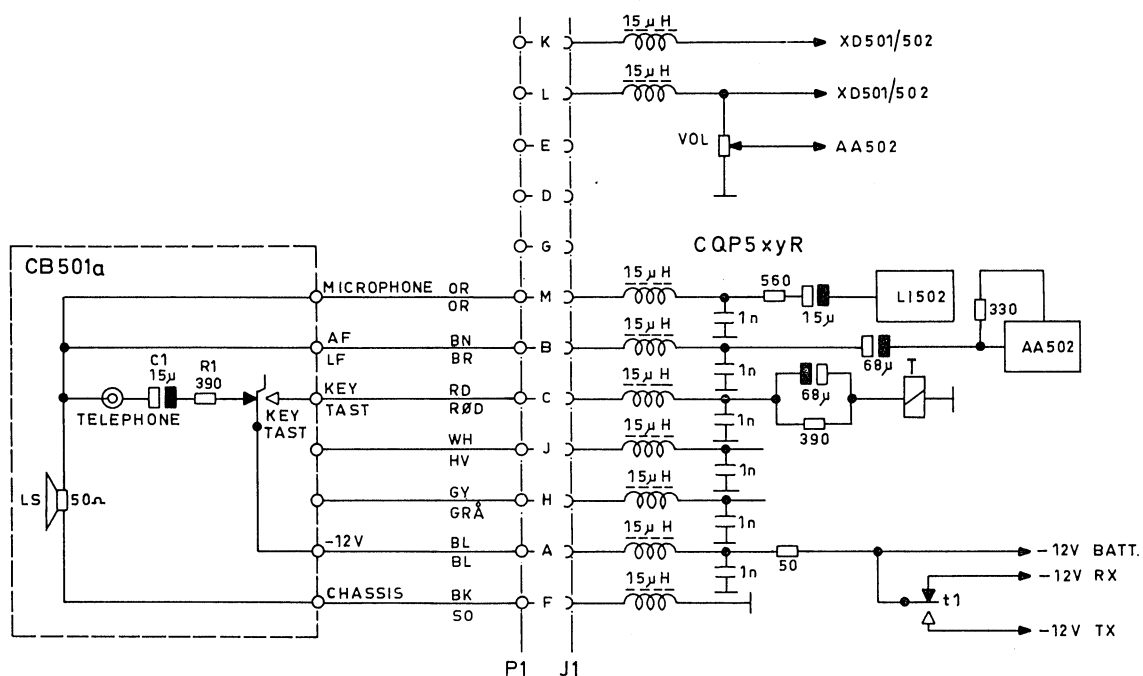 15µH
K
XD501/502
15µH
L
XD501/502
VOL
E
AA502
D
G
CQP5xyR
CB501a
MICROPHONE OR
OR
M
15µH
560
15µ
LI502
330
1n
AF BN
LF BR
B
15µH
68µ
AA502
1n
C1
15µ
R1
390
TELEPHONE
KEY
TAST
KEY RD
TAST RØD
C
15µH
68µ
390
T
1n
WH
HV
J
15µH
1n
LS
50Ω
GY
GRÅ
H
15µH
1n
-12V BL
BL
A
15µH
50
-12V BATT.
1n
-12V RX
t1
CHASSIS BK
SO
F
15µH
-12V TX
P1 J1